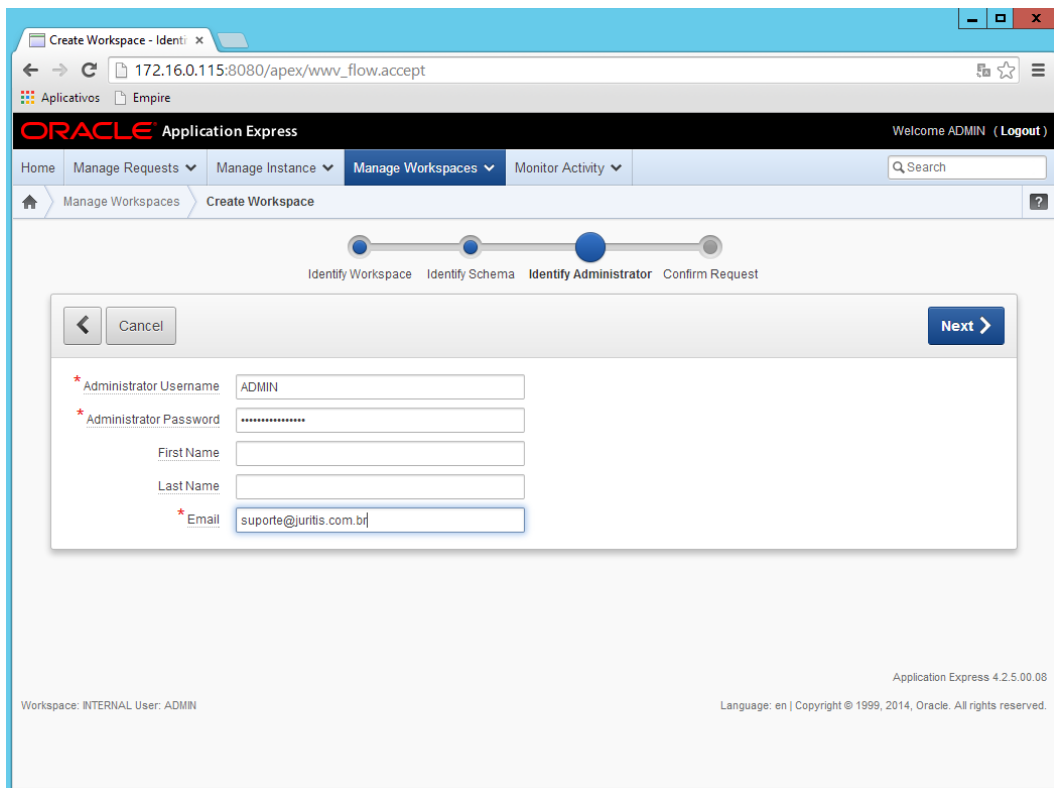 Create Workspace - Identi
172.16.0.115:8080/apex/wwv_flow.accept
Aplicativos Empire
ORACLE Application Express Welcome ADMIN ( Logout )
Home Manage Requests Manage Instance Manage Workspaces Monitor Activity Search
Manage Workspaces Create Workspace ?
Identify Workspace Identify Schema Identify Administrator Confirm Request
Cancel Next
* Administrator Username ADMIN
* Administrator Password ••••••••••••••••
First Name
Last Name
* Email suporte@juritis.com.br
Application Express 4.2.5.00.08
Workspace: INTERNAL User: ADMIN Language: en | Copyright © 1999, 2014, Oracle. All rights reserved.